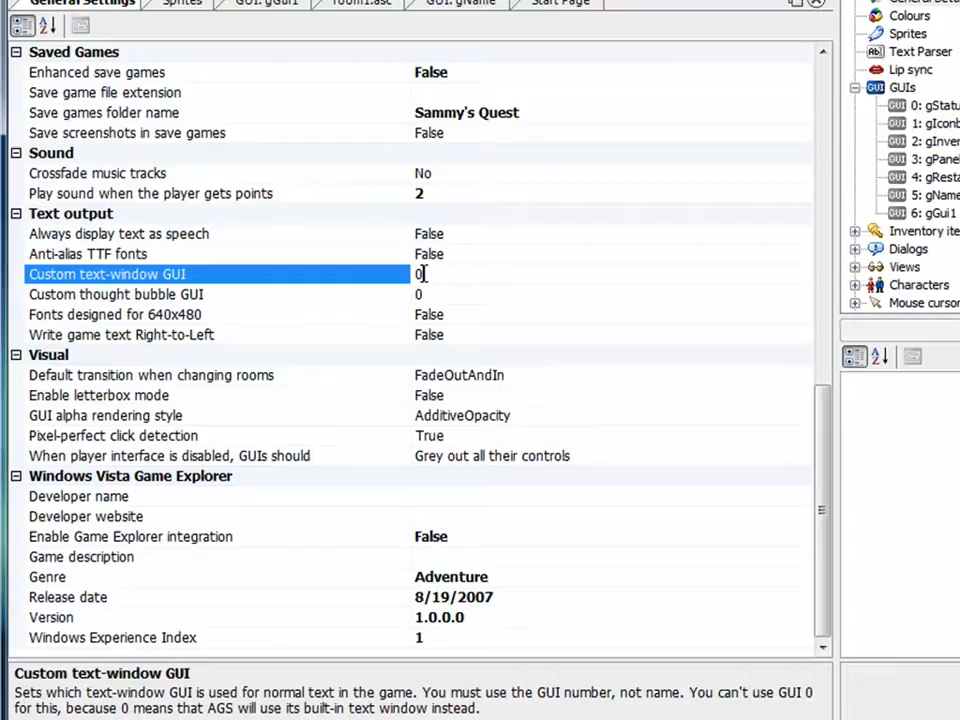 General Settings Sprites GUI: gGui1 room1.asc GUI: gName Start Page
Saved Games
Enhanced save games False
Save game file extension
Save games folder name Sammy's Quest
Save screenshots in save games False
Sound
Crossfade music tracks No
Play sound when the player gets points 2
Text output
Always display text as speech False
Anti-alias TTF fonts False
Custom text-window GUI 0
Custom thought bubble GUI 0
Fonts designed for 640x480 False
Write game text Right-to-Left False
Visual
Default transition when changing rooms FadeOutAndIn
Enable letterbox mode False
GUI alpha rendering style AdditiveOpacity
Pixel-perfect click detection True
When player interface is disabled, GUIs should Grey out all their controls
Windows Vista Game Explorer
Developer name
Developer website
Enable Game Explorer integration False
Game description
Genre Adventure
Release date 8/19/2007
Version 1.0.0.0
Windows Experience Index 1
Custom text-window GUI
Sets which text-window GUI is used for normal text in the game. You must use the GUI number, not name. You can't use GUI 0
for this, because 0 means that AGS will use its built-in text window instead.
Colours
Sprites
Text Parser
Lip sync
GUIs
0: gStatu
1: gIconb
2: gInver
3: gPanel
4: gResta
5: gName
6: gGui1
Inventory ite
Dialogs
Views
Characters
Mouse cursor